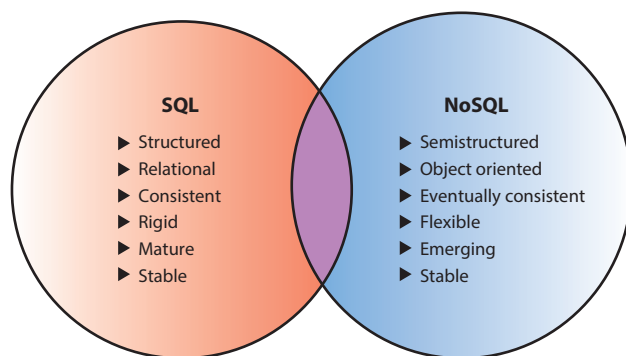 SQL
▶ Structured
▶ Relational
▶ Consistent
▶ Rigid
▶ Mature
▶ Stable
NoSQL
▶ Semistructured
▶ Object oriented
▶ Eventually consistent
▶ Flexible
▶ Emerging
▶ Stable